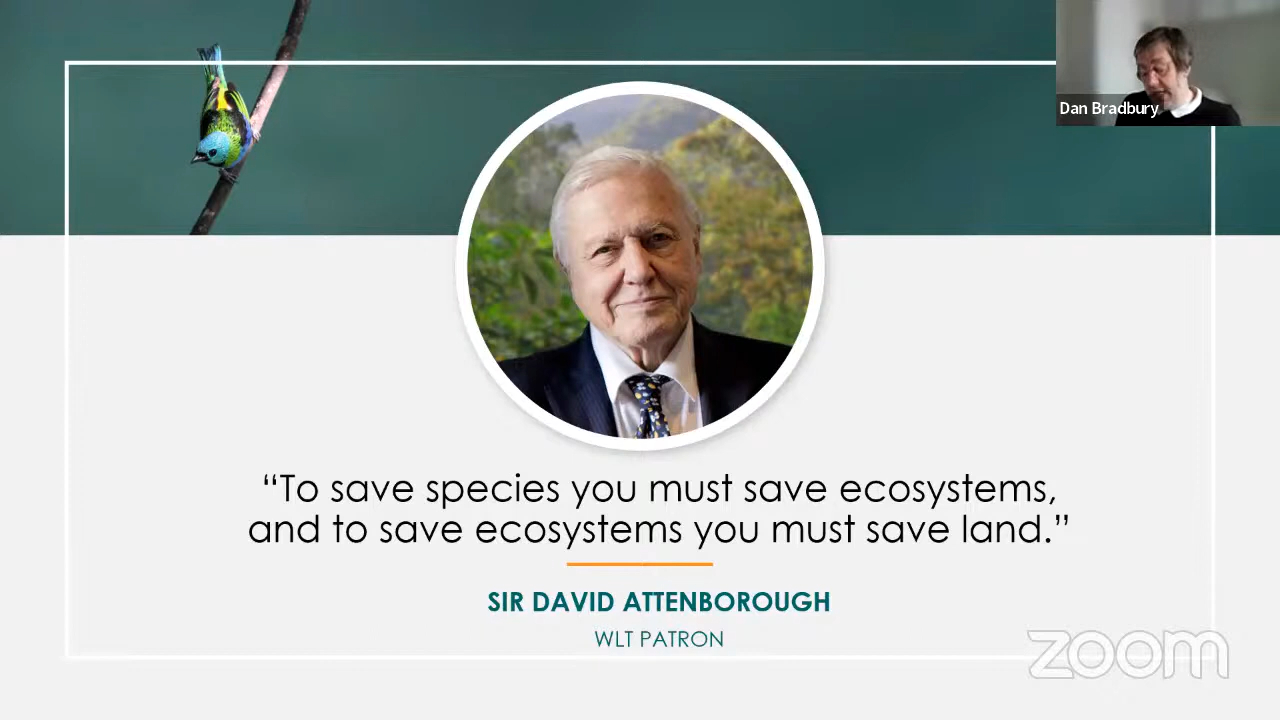 Dan Bradbury
“To save species you must save ecosystems,
and to save ecosystems you must save land.”
SIR DAVID ATTENBOROUGH
WLT PATRON
zoom